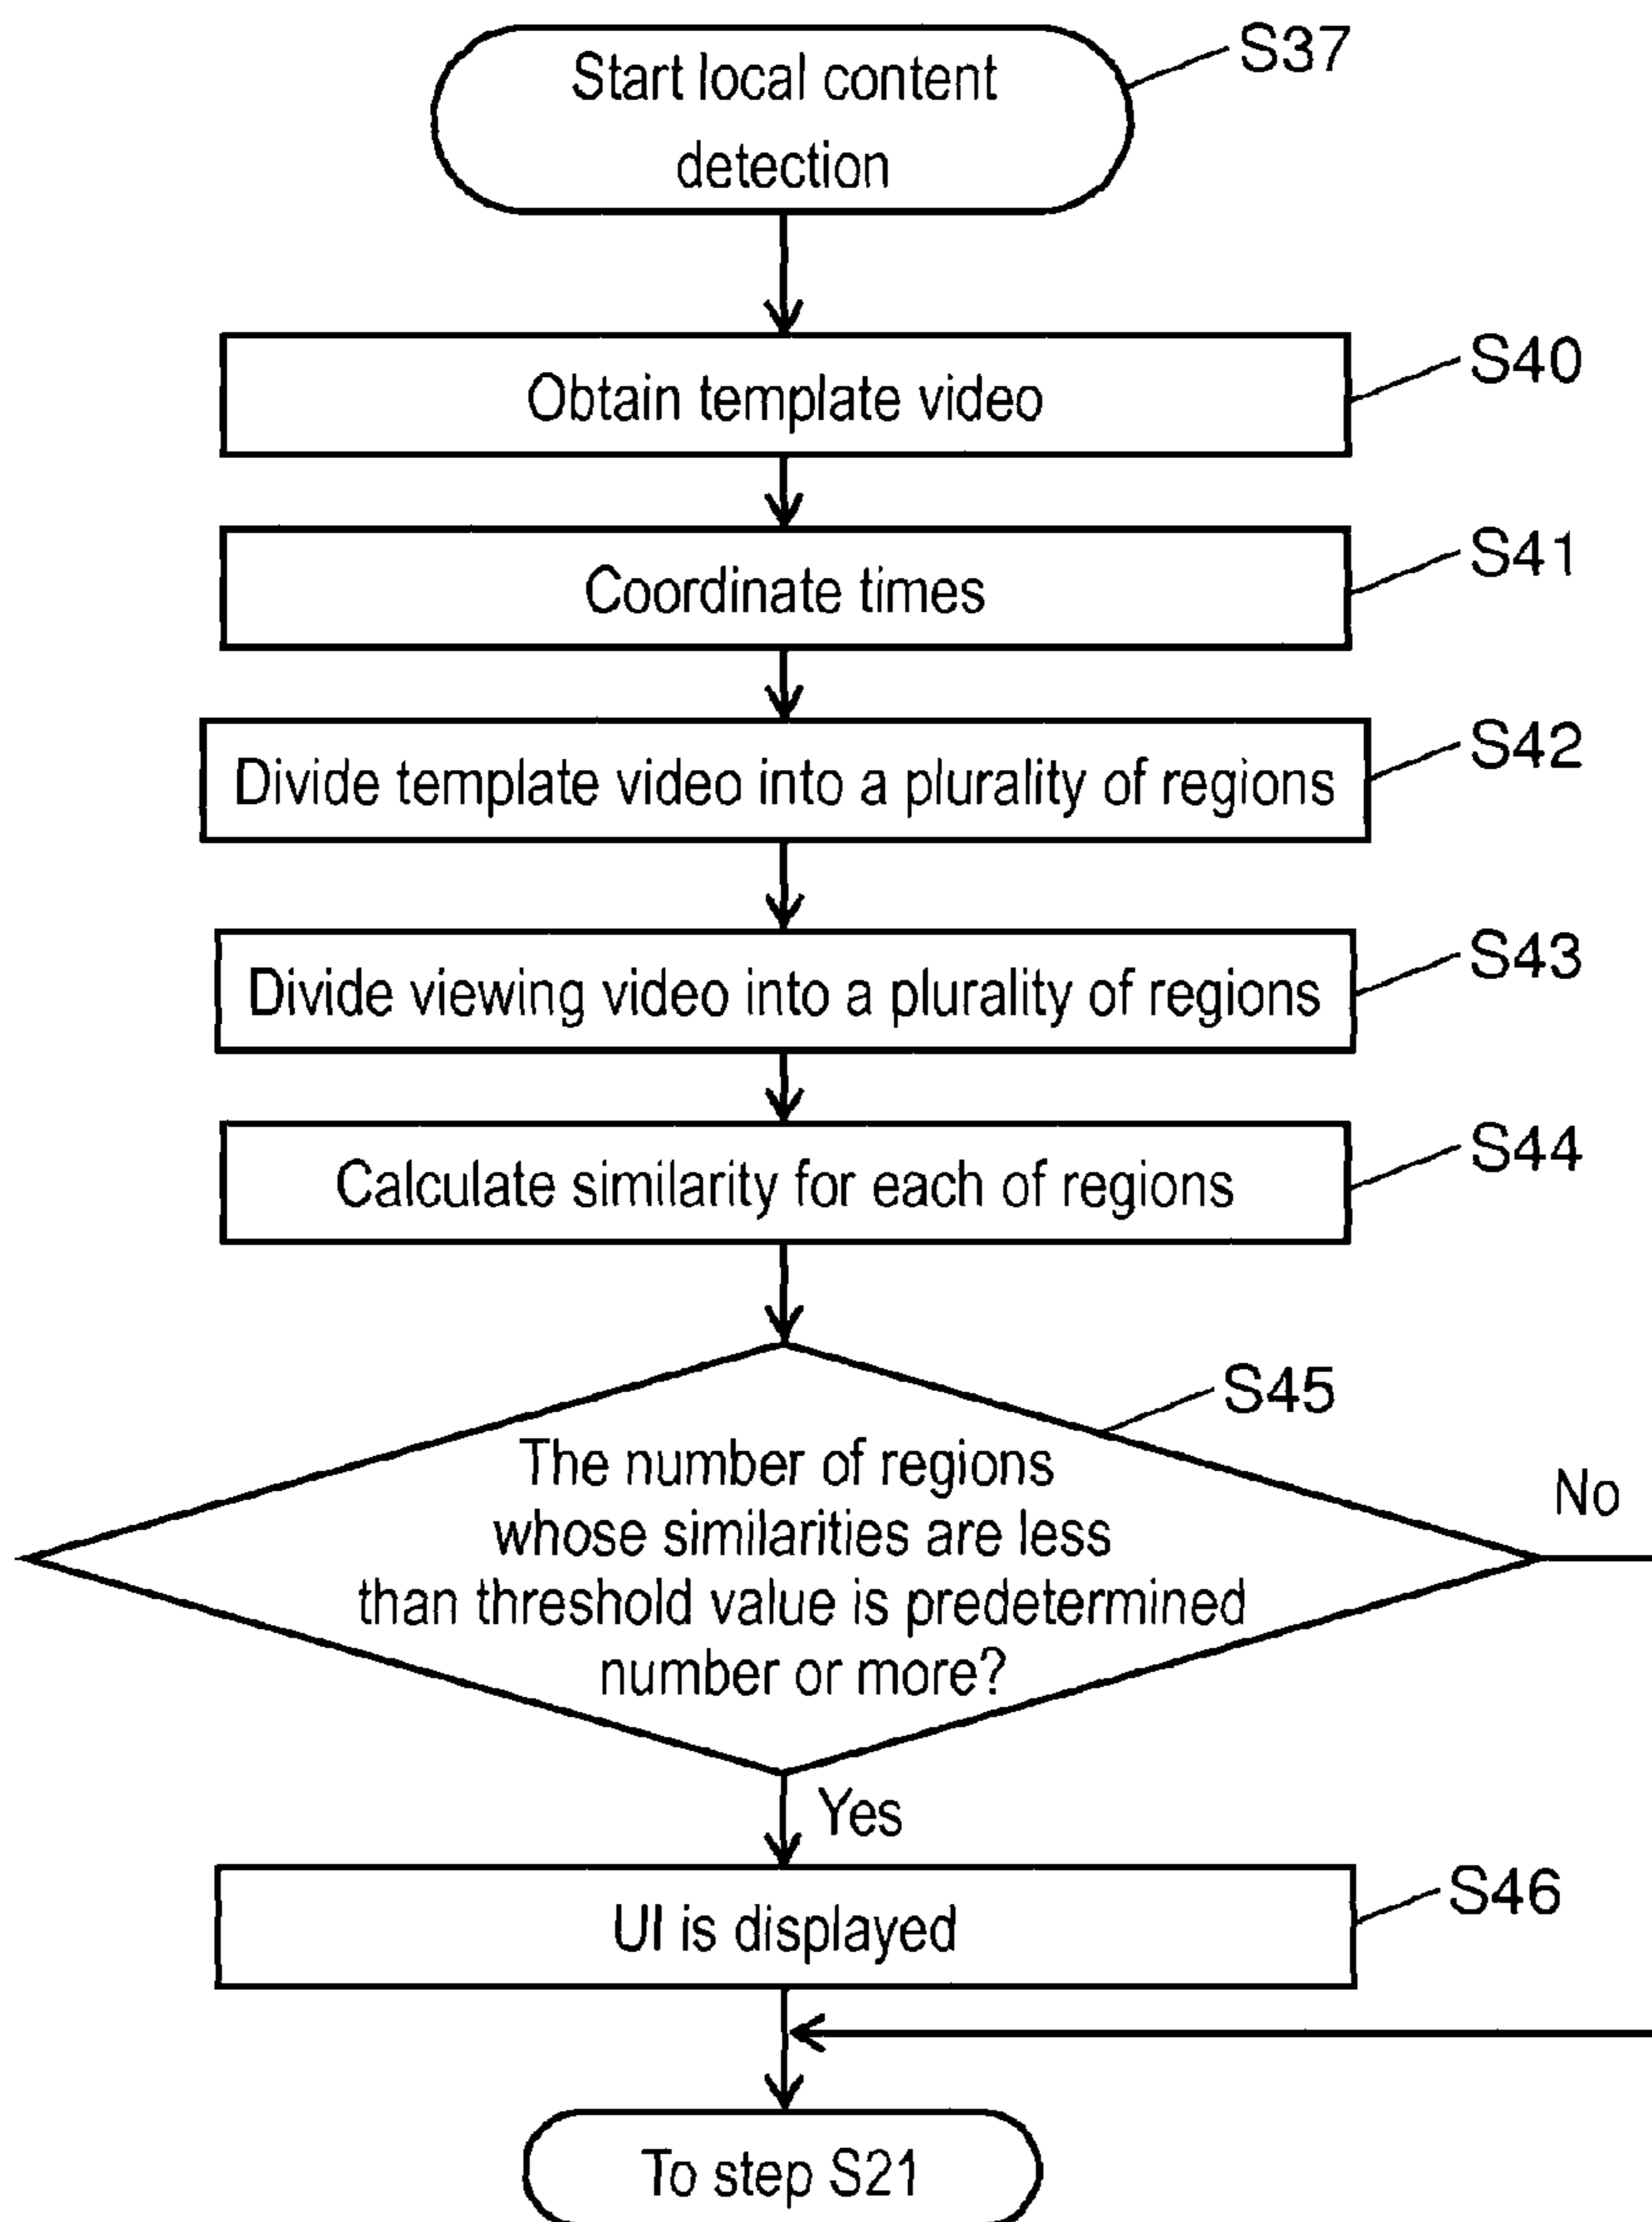 Start local content
detection
S37
Obtain template video
S40
Coordinate times
S41
Divide template video into a plurality of regions
S42
Divide viewing video into a plurality of regions
S43
Calculate similarity for each of regions
S44
S45
The number of regions
whose similarities are less
than threshold value is predetermined
number or more?
No
Yes
UI is displayed
S46
To step S21